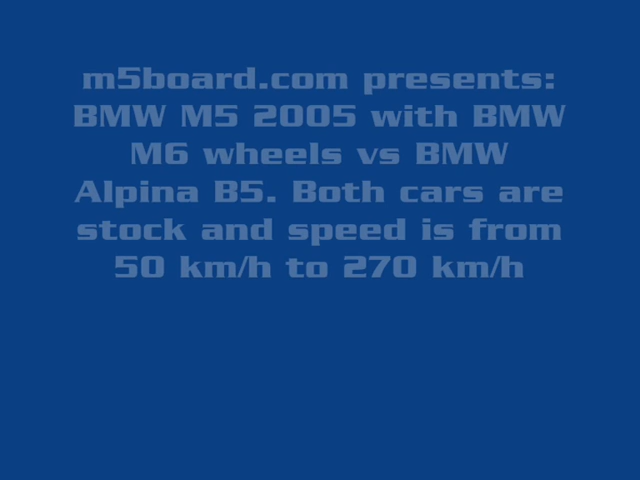 m5board.com presents:
BMW M5 2005 with BMW
M6 wheels vs BMW
Alpina B5. Both cars are
stock and speed is from
50 km/h to 270 km/h